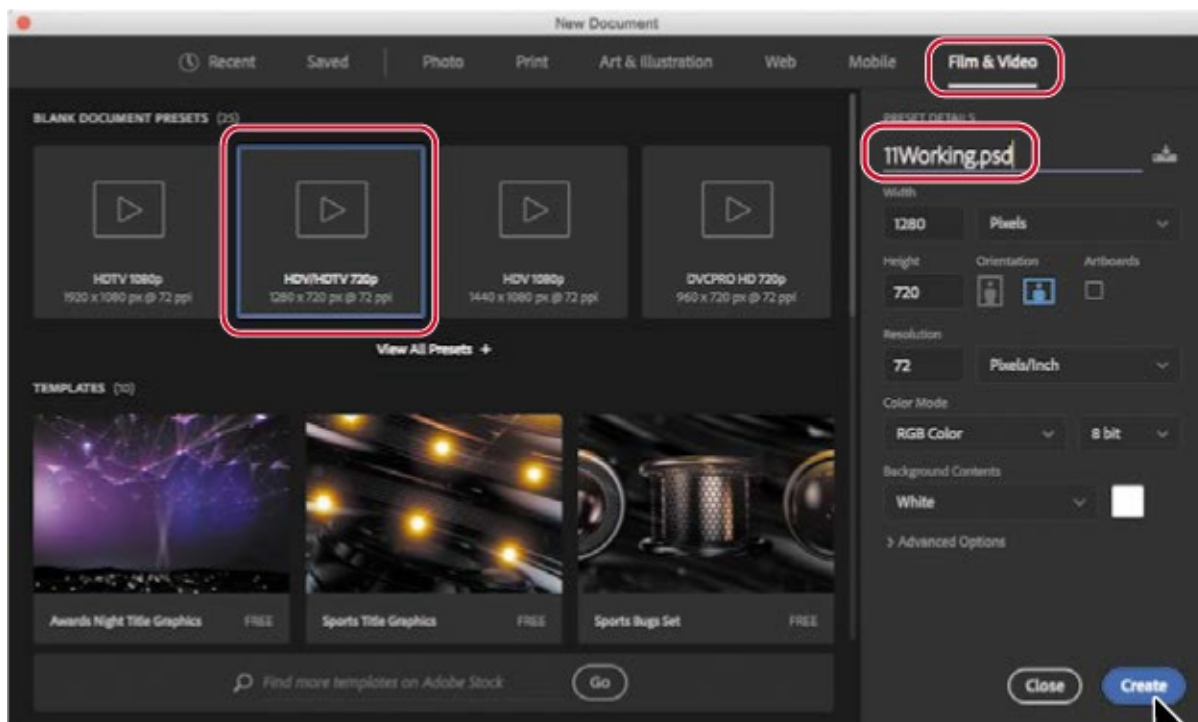 New Document
Recent Saved Photo Print Art & Illustration Web Mobile Film & Video
BLANK DOCUMENT PRESETS (25)
HDTV 1080p
1920 x 1080 px @ 72 ppi
HDV/HDTV 720p
1280 x 720 px @ 72 ppi
HDV 1080p
1440 x 1080 px @ 72 ppi
DVCPRO HD 720p
960 x 720 px @ 72 ppi
View All Presets +
TEMPLATES (10)
Awards Night Title Graphics FREE
Sports Title Graphics FREE
Sports Bugs Set FREE
Find more templates on Adobe Stock Go
PRESET DETAILS
11Working.psd
Width
1280 Pixels
Height Orientation Artboards
720
Resolution
72 Pixels/Inch
Color Mode
RGB Color 8 bit
Background Contents
White
> Advanced Options
Close Create